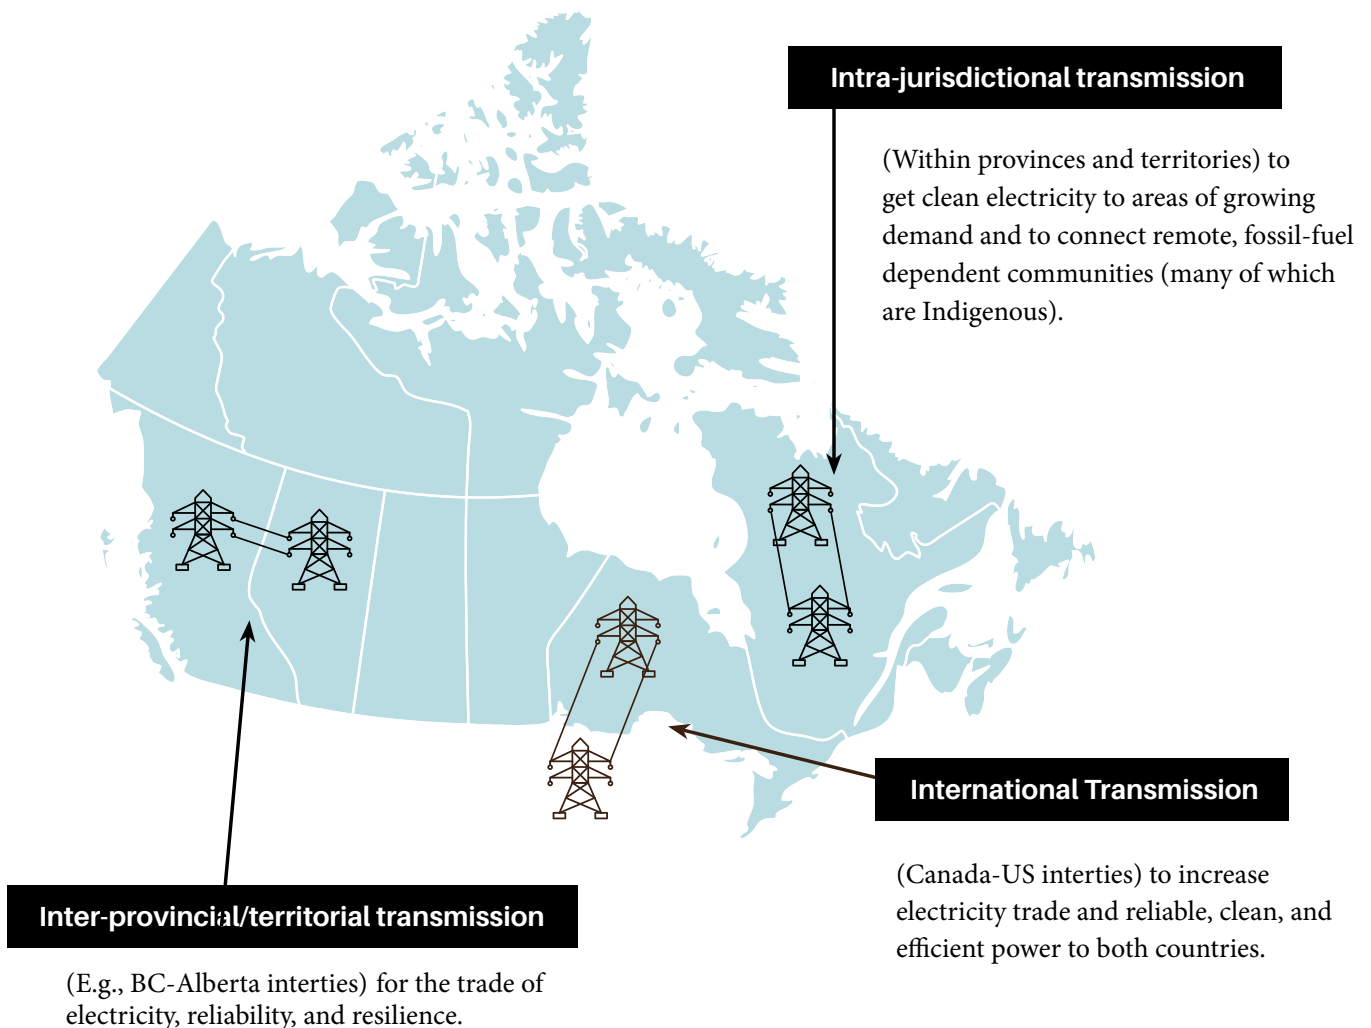 Intra-jurisdictional transmission
(Within provinces and territories) to
get clean electricity to areas of growing
demand and to connect remote, fossil-fuel
dependent communities (many of which
are Indigenous).
International Transmission
(Canada-US interties) to increase
electricity trade and reliable, clean, and
efficient power to both countries.
Inter-provincial/territorial transmission
(E.g., BC-Alberta interties) for the trade of
electricity, reliability, and resilience.